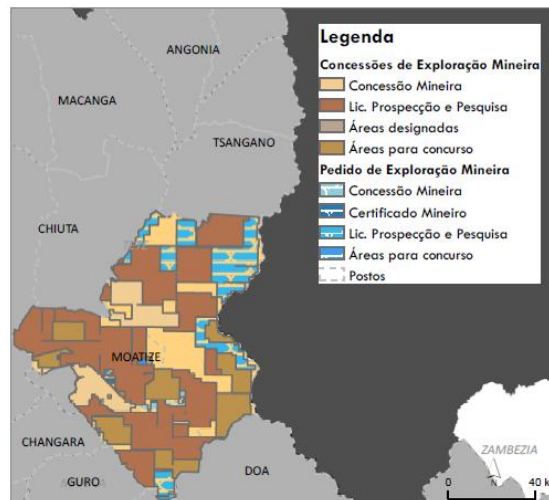 ANGONIA
MACANGA
TSANGANO
CHIUTA
MOATIZE
CHANGARA
GURO
DOA
Legenda
Concessões de Exploração Mineira
Concessão Mineira
Lic. Prospecção e Pesquisa
Áreas designadas
Áreas para concurso
Pedido de Exploração Mineira
Concessão Mineira
Certificado Mineiro
Lic. Prospecção e Pesquisa
Áreas para concurso
Postos
ZAMBEZIA
N
0 40 k